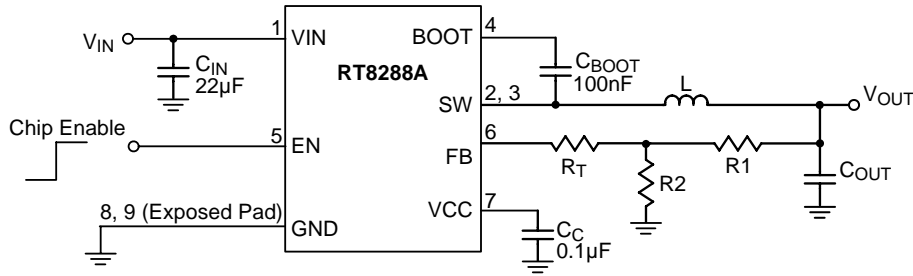 VIN
CIN
22µF
Chip Enable
8, 9 (Exposed Pad)
1
5
VIN
EN
GND
RT8288A
BOOT
SW
FB
VCC
4
2, 3
6
7
CBOOT
100nF
L
VOUT
RT
R2
R1
COUT
CC
0.1µF